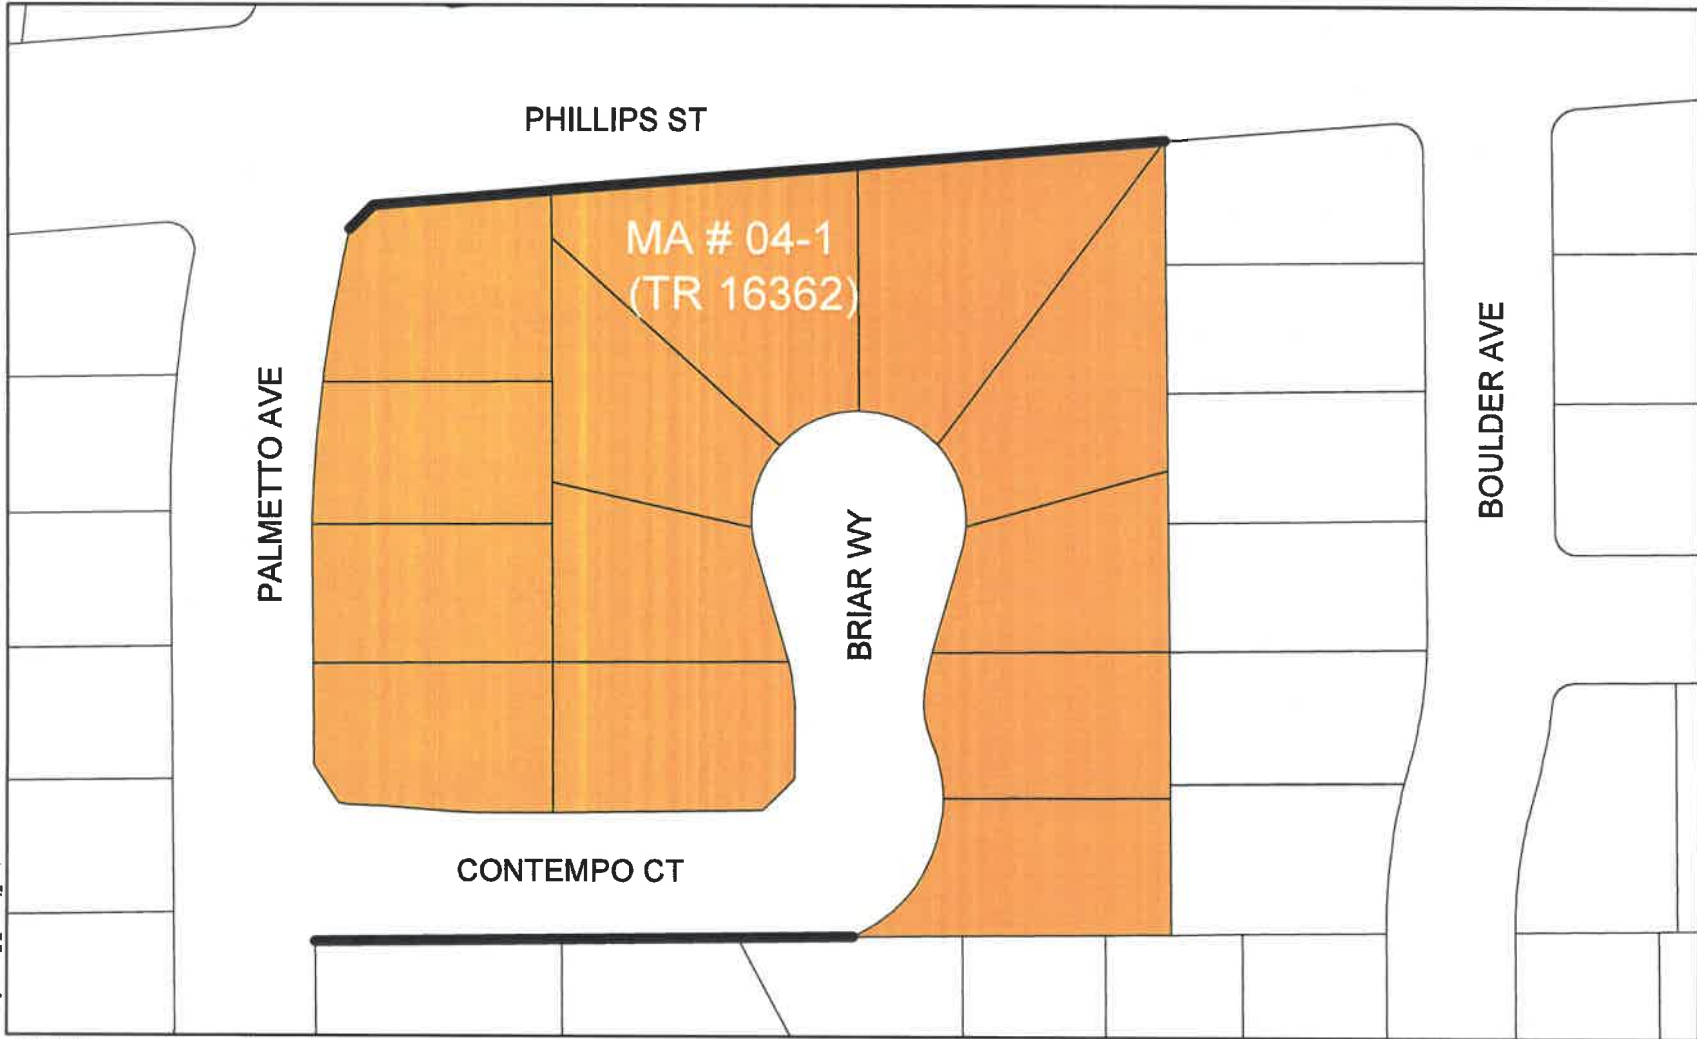 PHILLIPS ST
MA # 04-1
(TR 16362)
PALMETTO AVE
BOULDER AVE
BRIAR WY
CONTEMPO CT